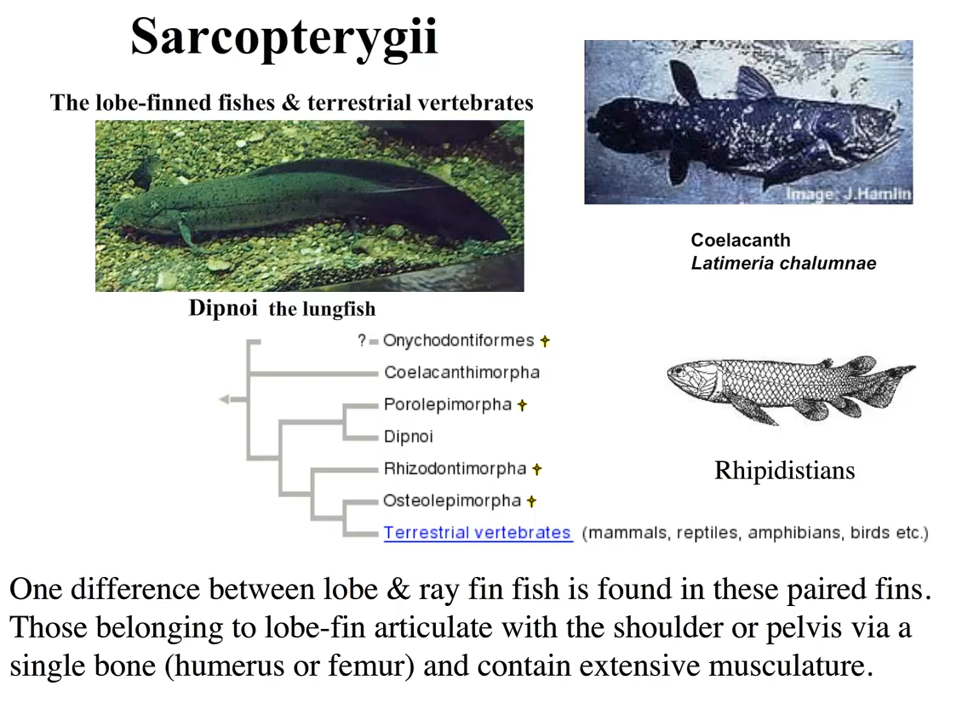 Sarcopterygii
The lobe-finned fishes & terrestrial vertebrates
Image: J.Hamlin
Coelacanth
Latimeria chalumnae
Dipnoi the lungfish
? Onychodontiformes ✝
Coelacanthimorpha
Porolepimorpha ✝
Dipnoi
Rhizodontimorpha ✝
Osteolepimorpha ✝
Terrestrial vertebrates (mammals, reptiles, amphibians, birds etc.)
Rhipidistians
One difference between lobe & ray fin fish is found in these paired fins.
Those belonging to lobe-fin articulate with the shoulder or pelvis via a
single bone (humerus or femur) and contain extensive musculature.